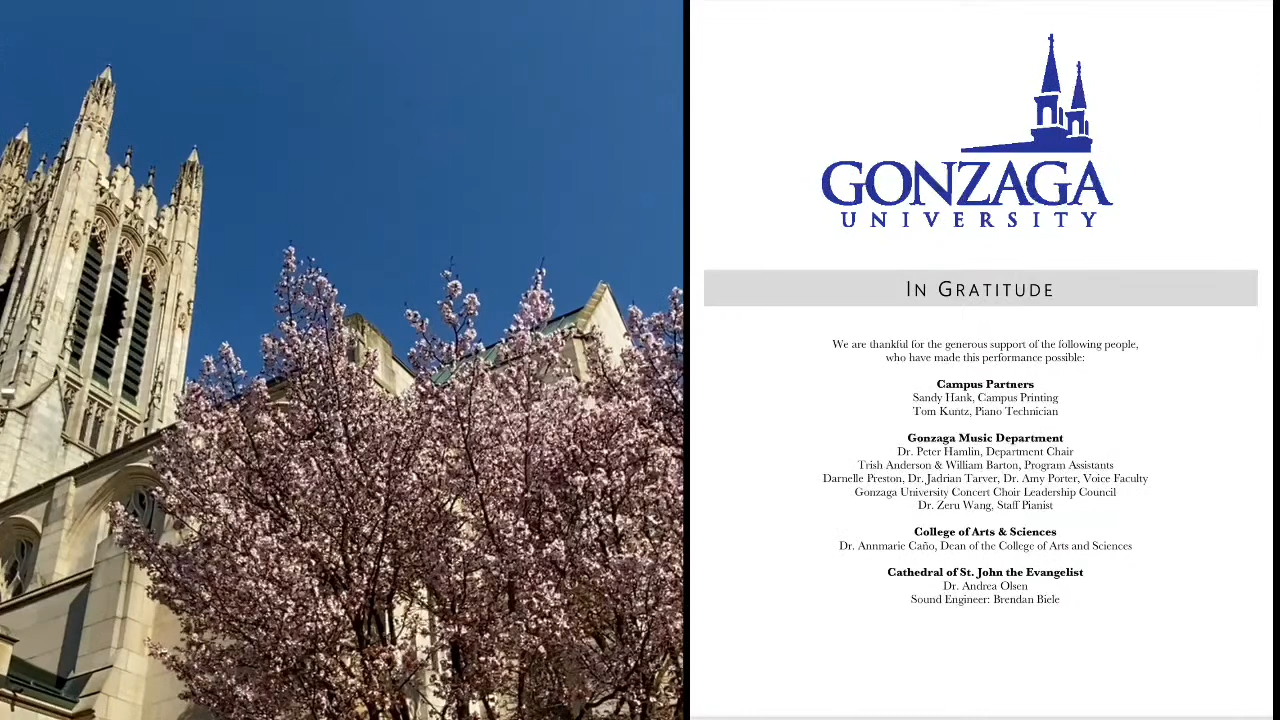 GONZAGA
UNIVERSITY
IN GRATITUDE
We are thankful for the generous support of the following people,
who have made this performance possible:
Campus Partners
Sandy Hank, Campus Printing
Tom Kuntz, Piano Technician
Gonzaga Music Department
Dr. Peter Hamlin, Department Chair
Trish Anderson & William Barton, Program Assistants
Darnelle Preston, Dr. Jadrian Tarver, Dr. Amy Porter, Voice Faculty
Gonzaga University Concert Choir Leadership Council
Dr. Zeru Wang, Staff Pianist
College of Arts & Sciences
Dr. Annmarie Caño, Dean of the College of Arts and Sciences
Cathedral of St. John the Evangelist
Dr. Andrea Olsen
Sound Engineer: Brendan Biele